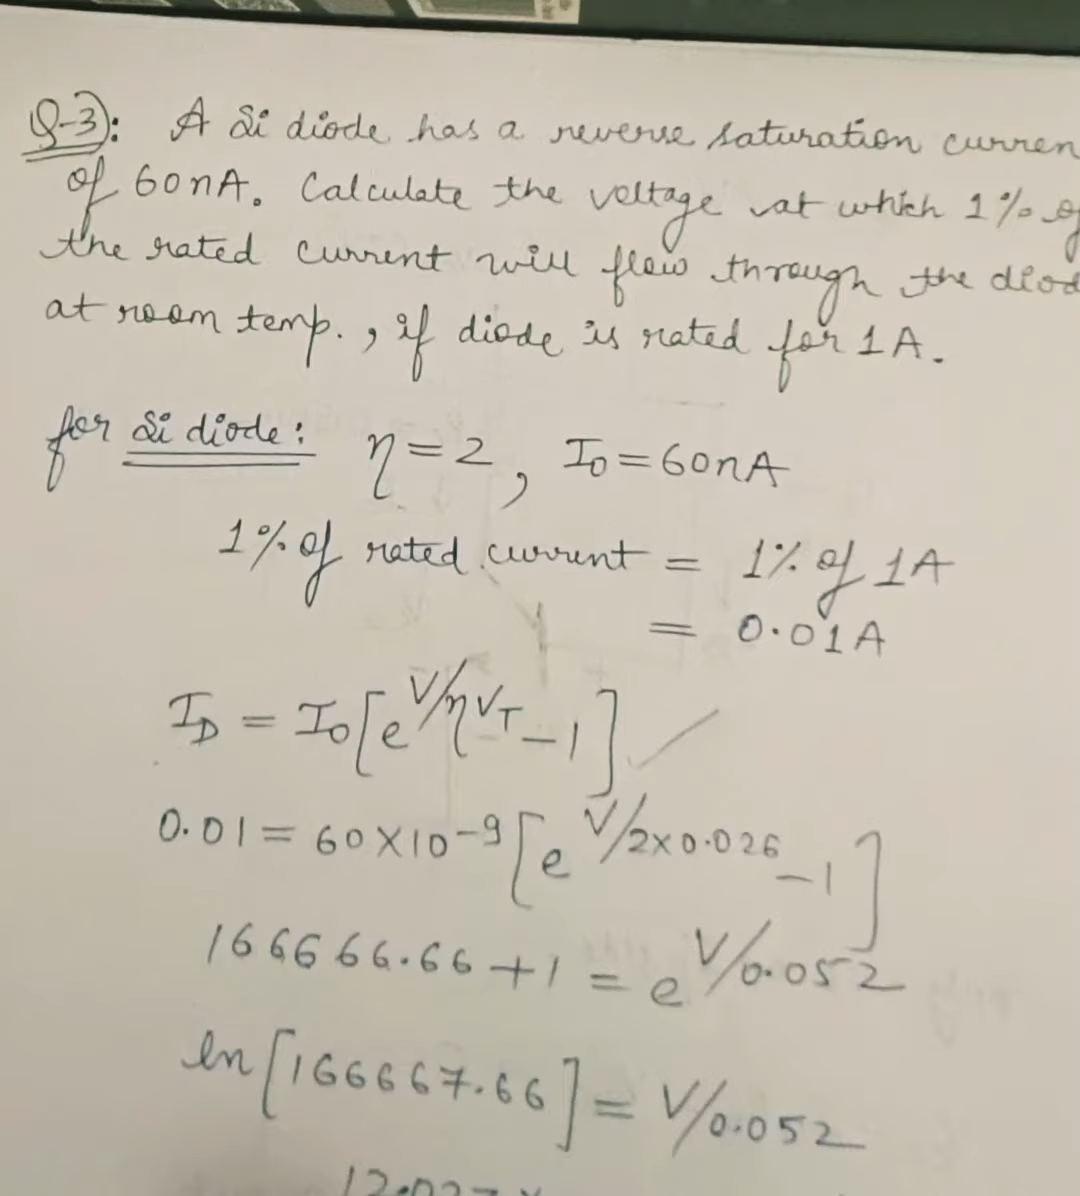 Q-3): A Si diode has a reverse saturation curren
of 60nA. Calculate the voltage at which 1% of
the rated current will flow through the diod
at room temp., if diode is rated for 1A.
for Si diode: η=2, I0=60nA
1% of rated current = 1% of 1A
= 0.01A
ID = I0[e^V/ηVT -1]
0.01 = 60×10^-9 [e^V/2×0.026 -1]
166666.66+1 = e^V/0.052
ln[166667.66] = V/0.052